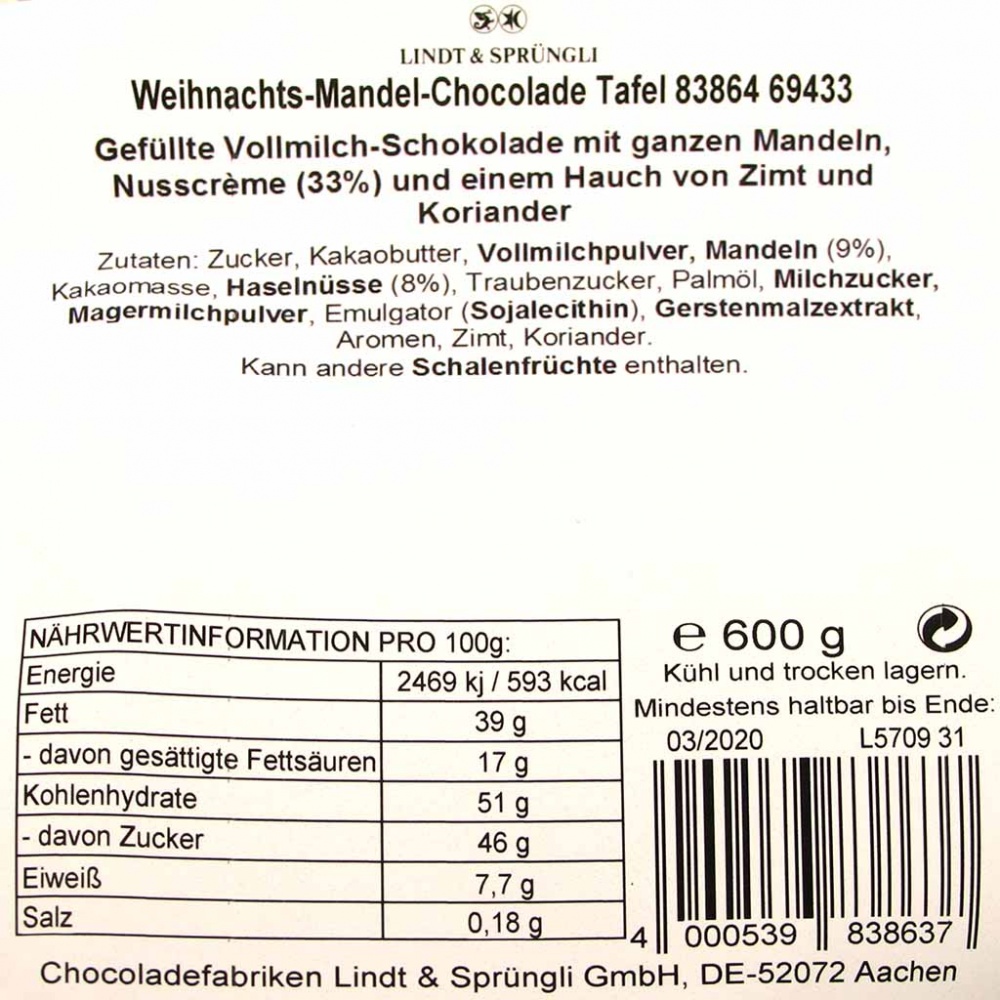 LINDT & SPRÜNGLI
Weihnachts-Mandel-Chocolade Tafel 83864 69433
Gefüllte Vollmilch-Schokolade mit ganzen Mandeln,
Nusscrème (33%) und einem Hauch von Zimt und
Koriander
Zutaten: Zucker, Kakaobutter, Vollmilchpulver, Mandeln (9%),
Kakaomasse, Haselnüsse (8%), Traubenzucker, Palmöl, Milchzucker,
Magermilchpulver, Emulgator (Sojalecithin), Gerstenmalzextrakt,
Aromen, Zimt, Koriander.
Kann andere Schalenfrüchte enthalten.
NÄHRWERTINFORMATION PRO 100g:
Energie 2469 kj / 593 kcal
Fett 39 g
- davon gesättigte Fettsäuren 17 g
Kohlenhydrate 51 g
- davon Zucker 46 g
Eiweiß 7,7 g
Salz 0,18 g
e 600 g
Kühl und trocken lagern.
Mindestens haltbar bis Ende:
03/2020 L5709 31
4 000539 838637
Chocoladefabriken Lindt & Sprüngli GmbH, DE-52072 Aachen